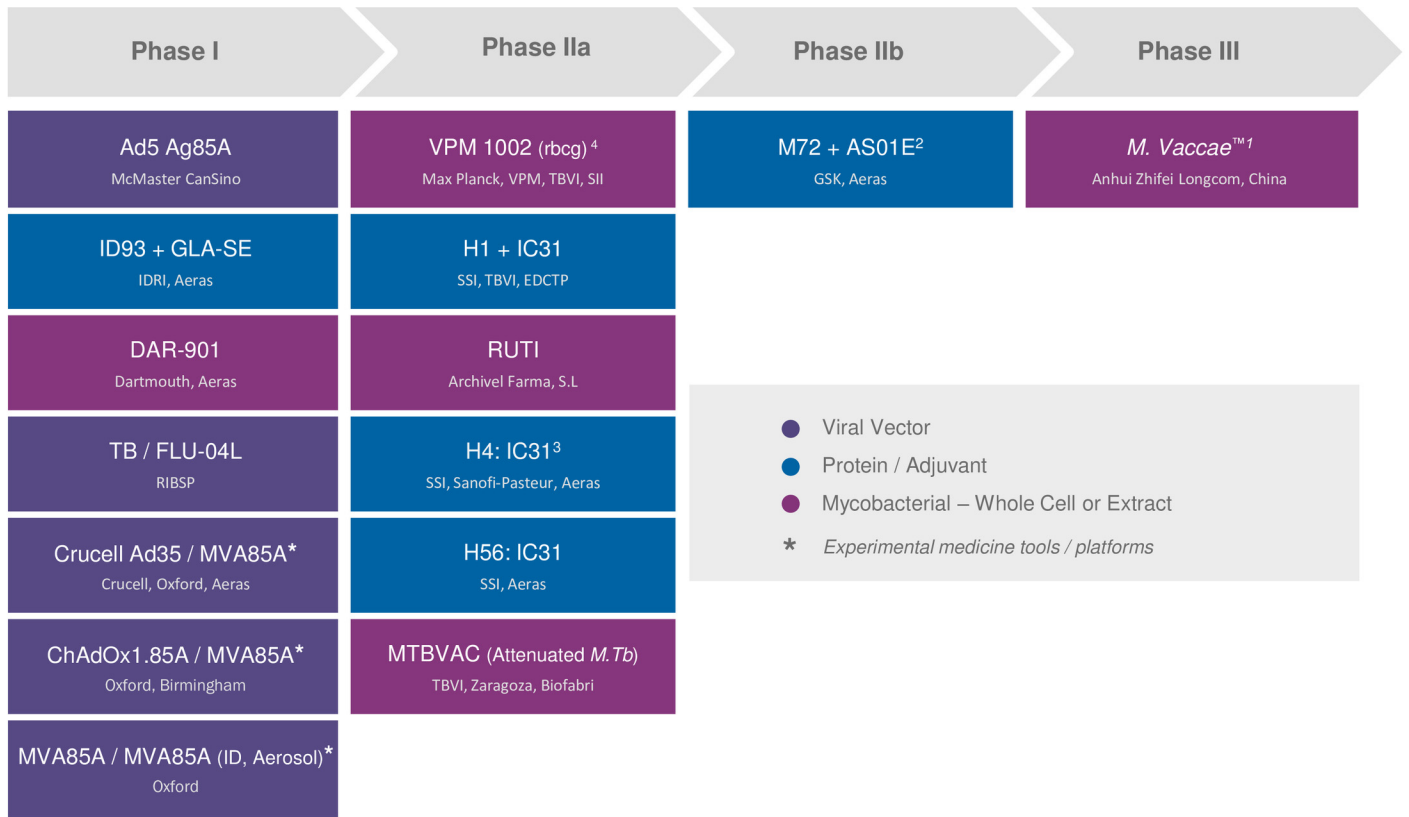 Phase I
Phase IIa
Phase IIb
Phase III
Ad5 Ag85A
McMaster CanSino
ID93 + GLA-SE
IDRI, Aeras
DAR-901
Dartmouth, Aeras
TB / FLU-04L
RIBSP
Crucell Ad35 / MVA85A*
Crucell, Oxford, Aeras
ChAdOx1.85A / MVA85A*
Oxford, Birmingham
MVA85A / MVA85A (ID, Aerosol)*
Oxford
VPM 1002 (rbcg) ⁴
Max Planck, VPM, TBVI, SII
H1 + IC31
SSI, TBVI, EDCTP
RUTI
Archivel Farma, S.L
H4: IC31³
SSI, Sanofi-Pasteur, Aeras
H56: IC31
SSI, Aeras
MTBVAC (Attenuated M.Tb)
TBVI, Zaragoza, Biofabri
M72 + AS01E²
GSK, Aeras
M. Vaccae™¹
Anhui Zhifei Longcom, China
Viral Vector
Protein / Adjuvant
Mycobacterial – Whole Cell or Extract
* Experimental medicine tools / platforms